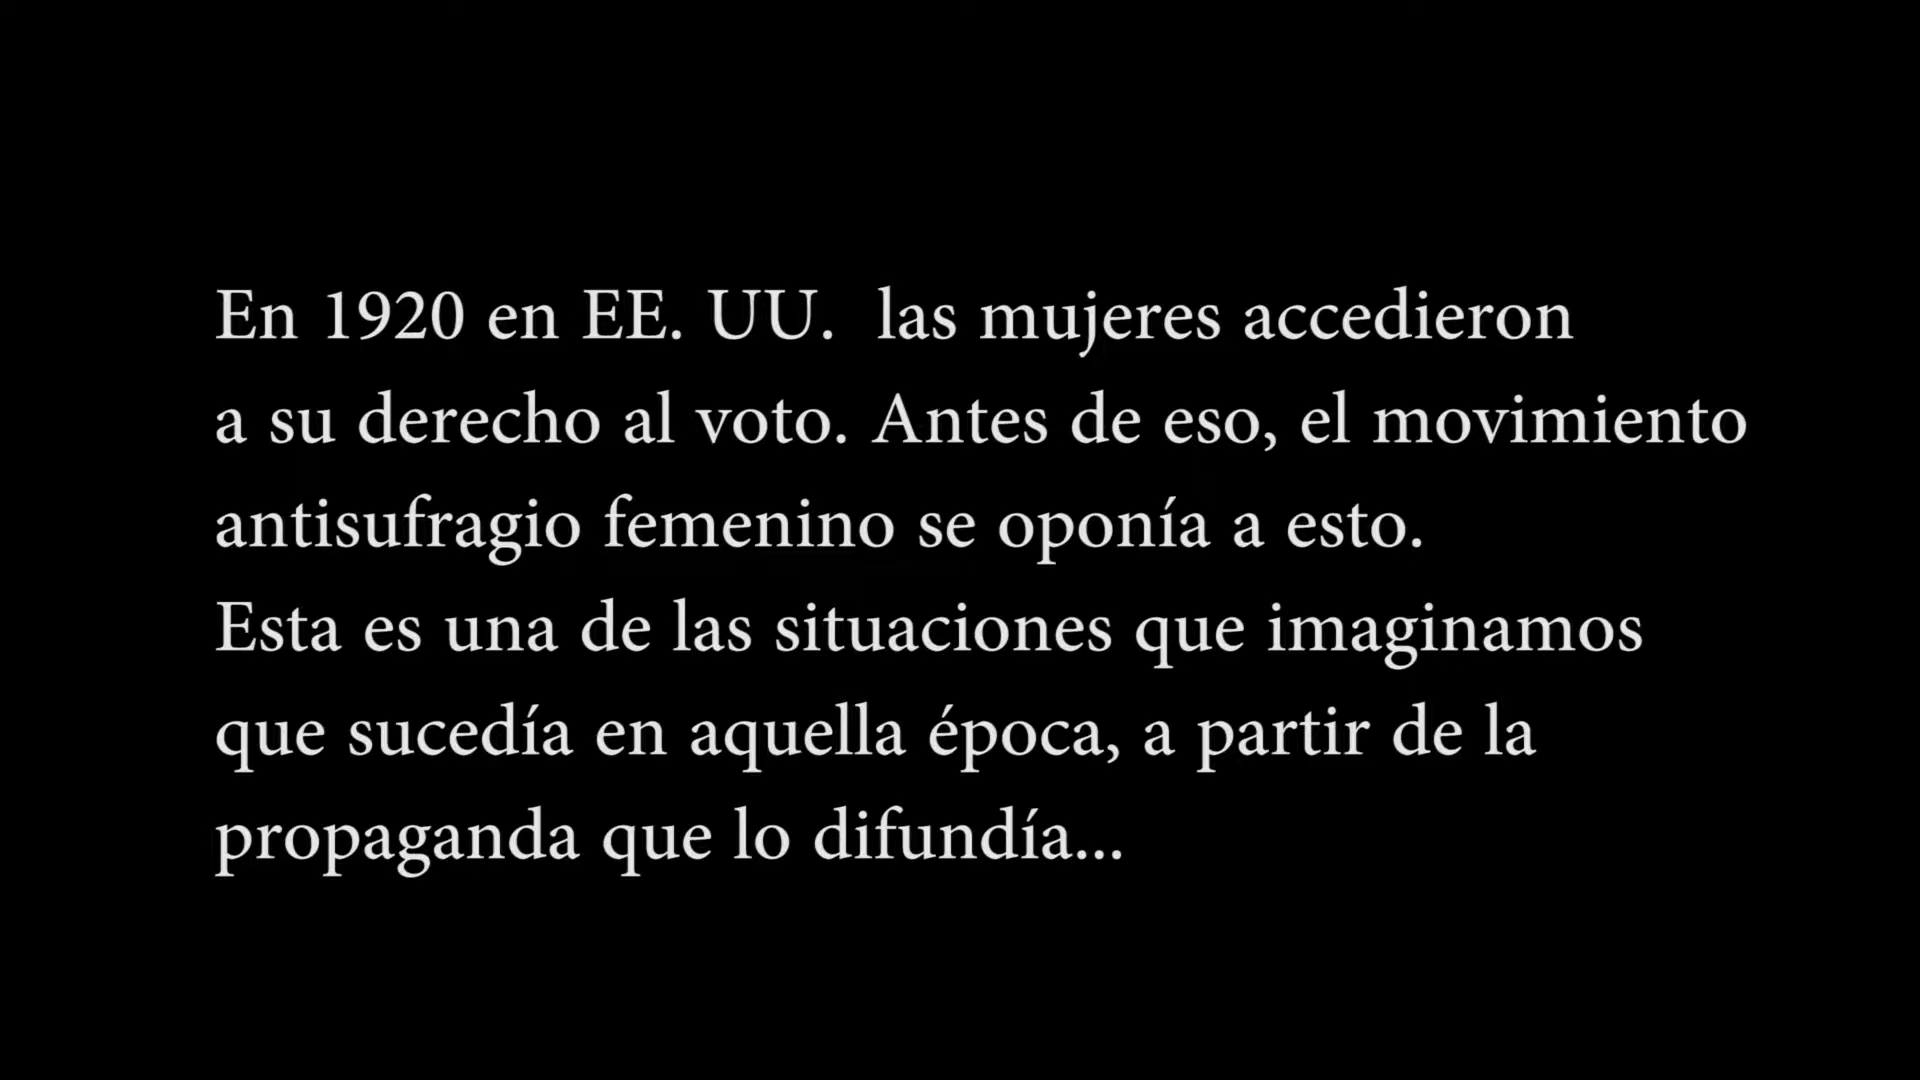 En 1920 en EE. UU.  las mujeres accedieron
a su derecho al voto. Antes de eso, el movimiento
antisufragio femenino se oponía a esto.
Esta es una de las situaciones que imaginamos
que sucedía en aquella época, a partir de la
propaganda que lo difundía...